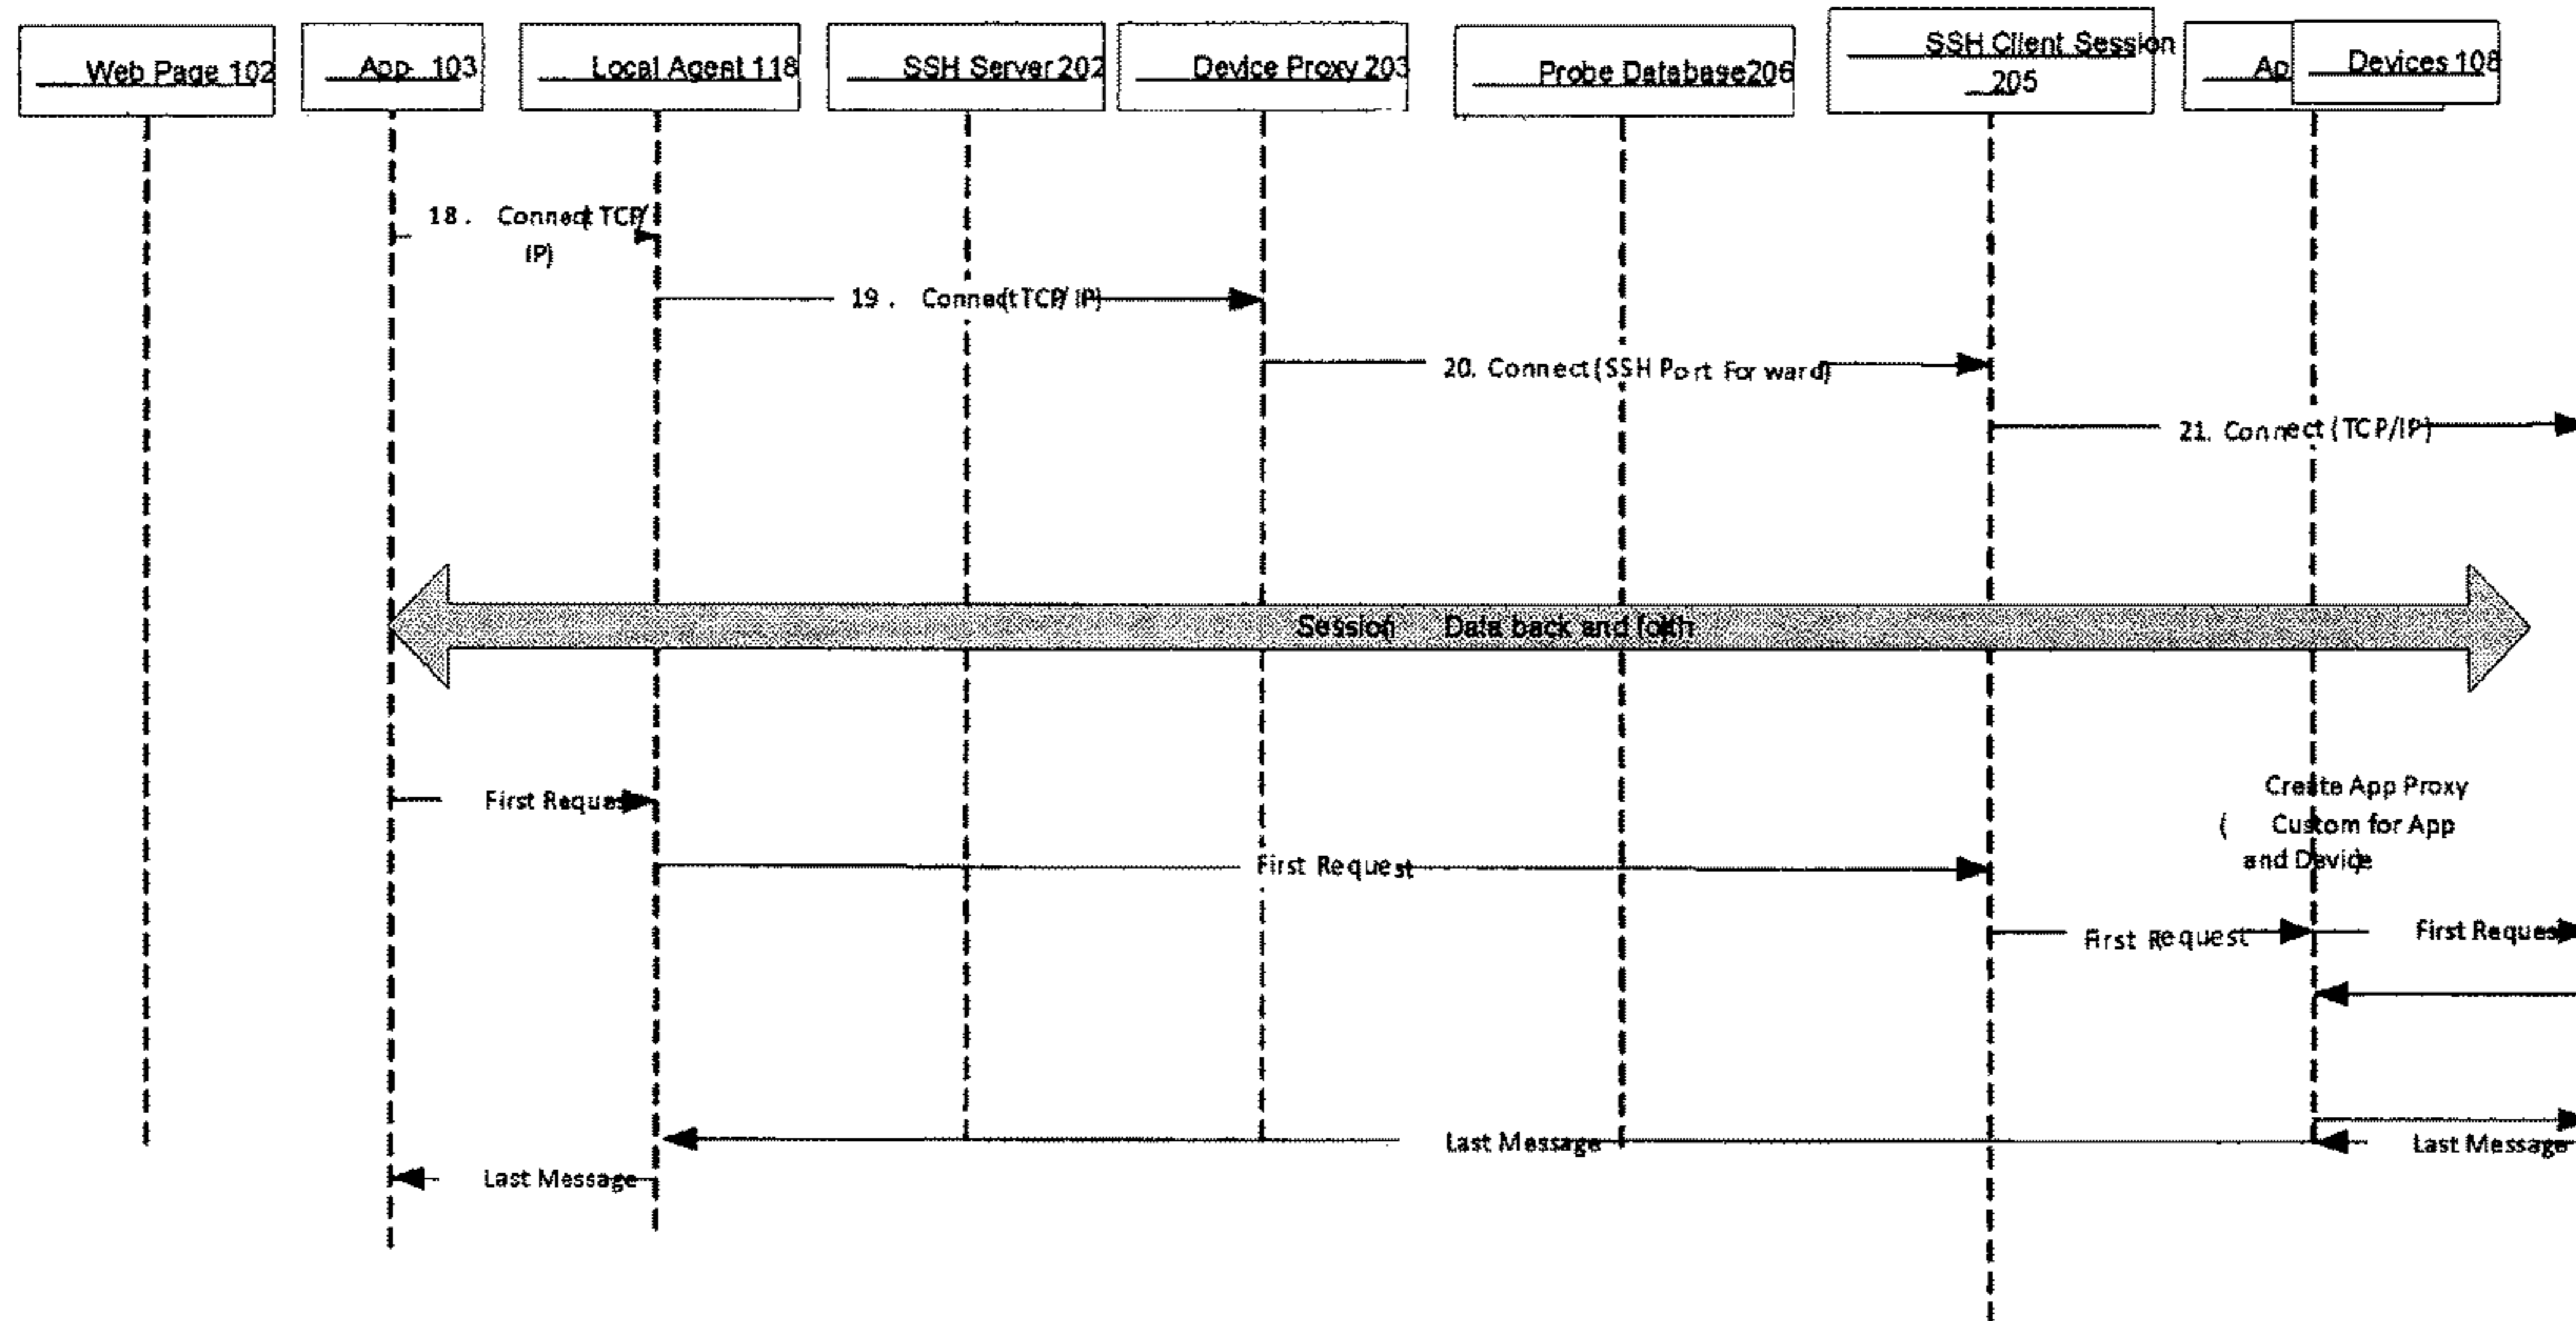 Web Page 102
App 103
Local Agent 118
SSH Server 202
Device Proxy 203
Probe Database206
SSH Client Session
205
Ap
Devices 108
18. Connect TCP/
IP)
19. Connect(TCP/IP)
20. Connect(SSH Port Forward)
21. Connect (TCP/IP)
Session( Data back and forth
First Reques
Create App Proxy
( Custom for App
and Device)
First Request
First Request
First Reques
Last Message
Last Message
Last Message